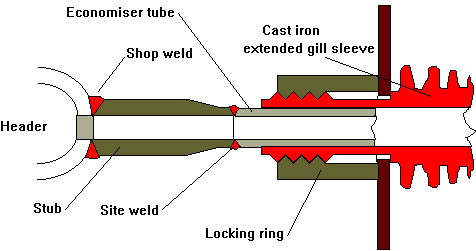 Economiser tube
Cast iron
extended gill sleeve
Shop weld
Header
Stub
Site weld
Locking ring